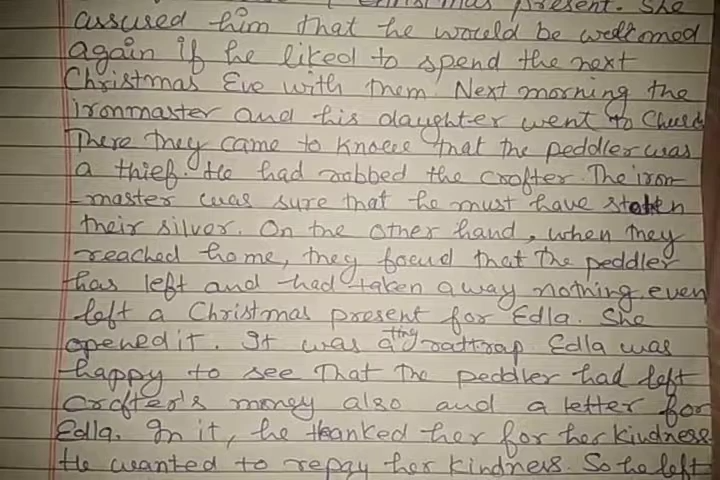 Christmas present. She
assured him that he would be welcomed
again if he liked to spend the next
Christmas Eve with them. Next morning the
ironmaster and his daughter went to Church
There they came to know that the peddler was
a thief. He had robbed the crofter. The iron-
-master was sure that he must have stolen
their silver. On the other hand, when they
reached home, they found that the peddler
has left and had taken away nothing, even
left a Christmas present for Edla. She
opened it. It was a tiny rattrap. Edla was
happy to see that the peddler had left
crofter's money also and a letter for
Edla. In it, he thanked her for her kindness.
He wanted to repay her kindness. So he left